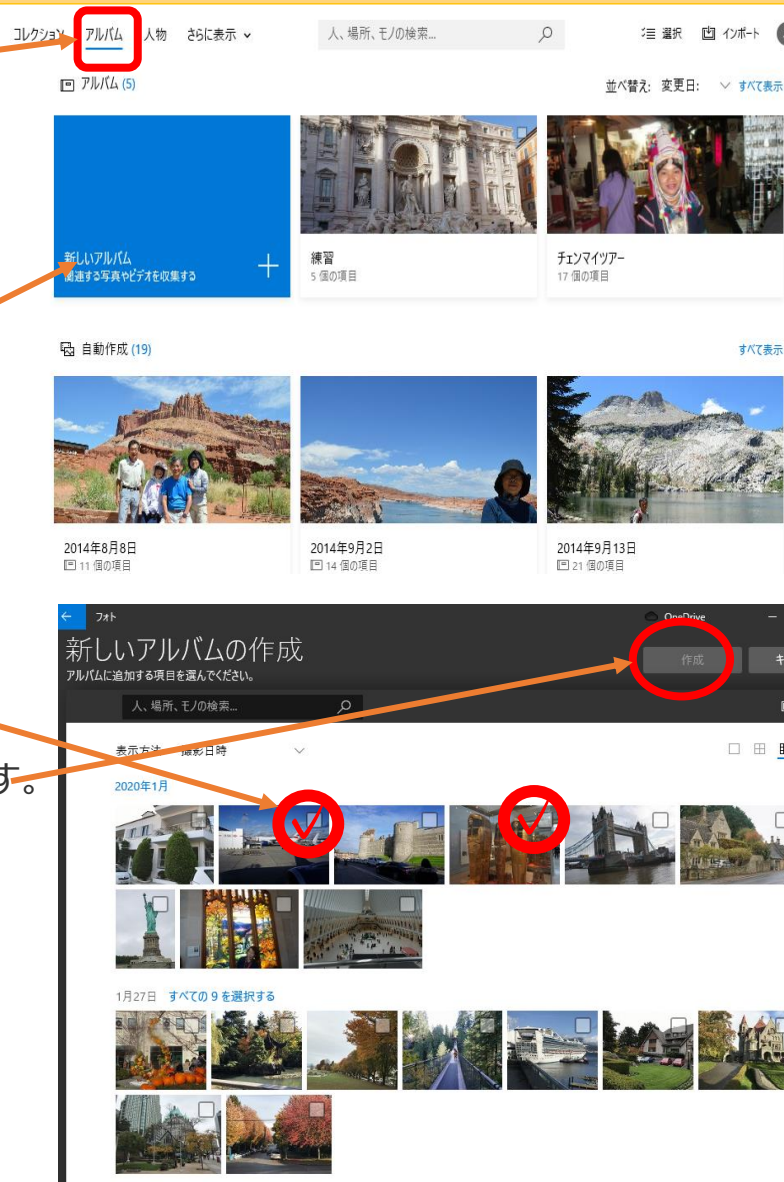 コレクション アルバム 人物 さらに表示
人、場所、モノの検索...
選択 インポート
アルバム (5)
並べ替え: 変更日: すべて表示
新しいアルバム
関連する写真やビデオを収集する
練習
5 個の項目
チェンマイツアー
17 個の項目
自動作成 (19)
すべて表示
2014年8月8日
11 個の項目
2014年9月2日
14 個の項目
2014年9月13日
21 個の項目
フォト
OneDrive
新しいアルバムの作成
アルバムに追加する項目を選んでください。
作成
キ
人、場所、モノの検索...
表示方法 撮影日時
す。
2020年1月
1月27日 すべての 9 を選択する